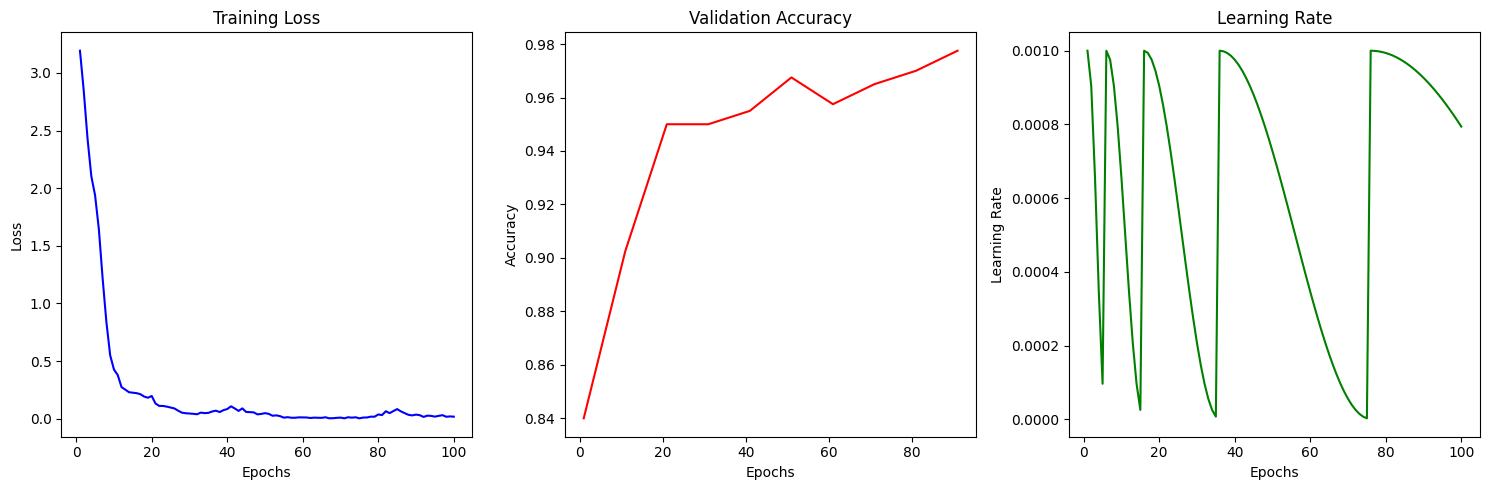 Training Loss
3.0
2.5
2.0
1.5
1.0
0.5
0.0
Loss
0 20 40 60 80 100
Epochs
Validation Accuracy
0.98
0.96
0.94
0.92
0.90
0.88
0.86
0.84
Accuracy
0 20 40 60 80
Epochs
Learning Rate
0.0010
0.0008
0.0006
0.0004
0.0002
0.0000
Learning Rate
0 20 40 60 80 100
Epochs